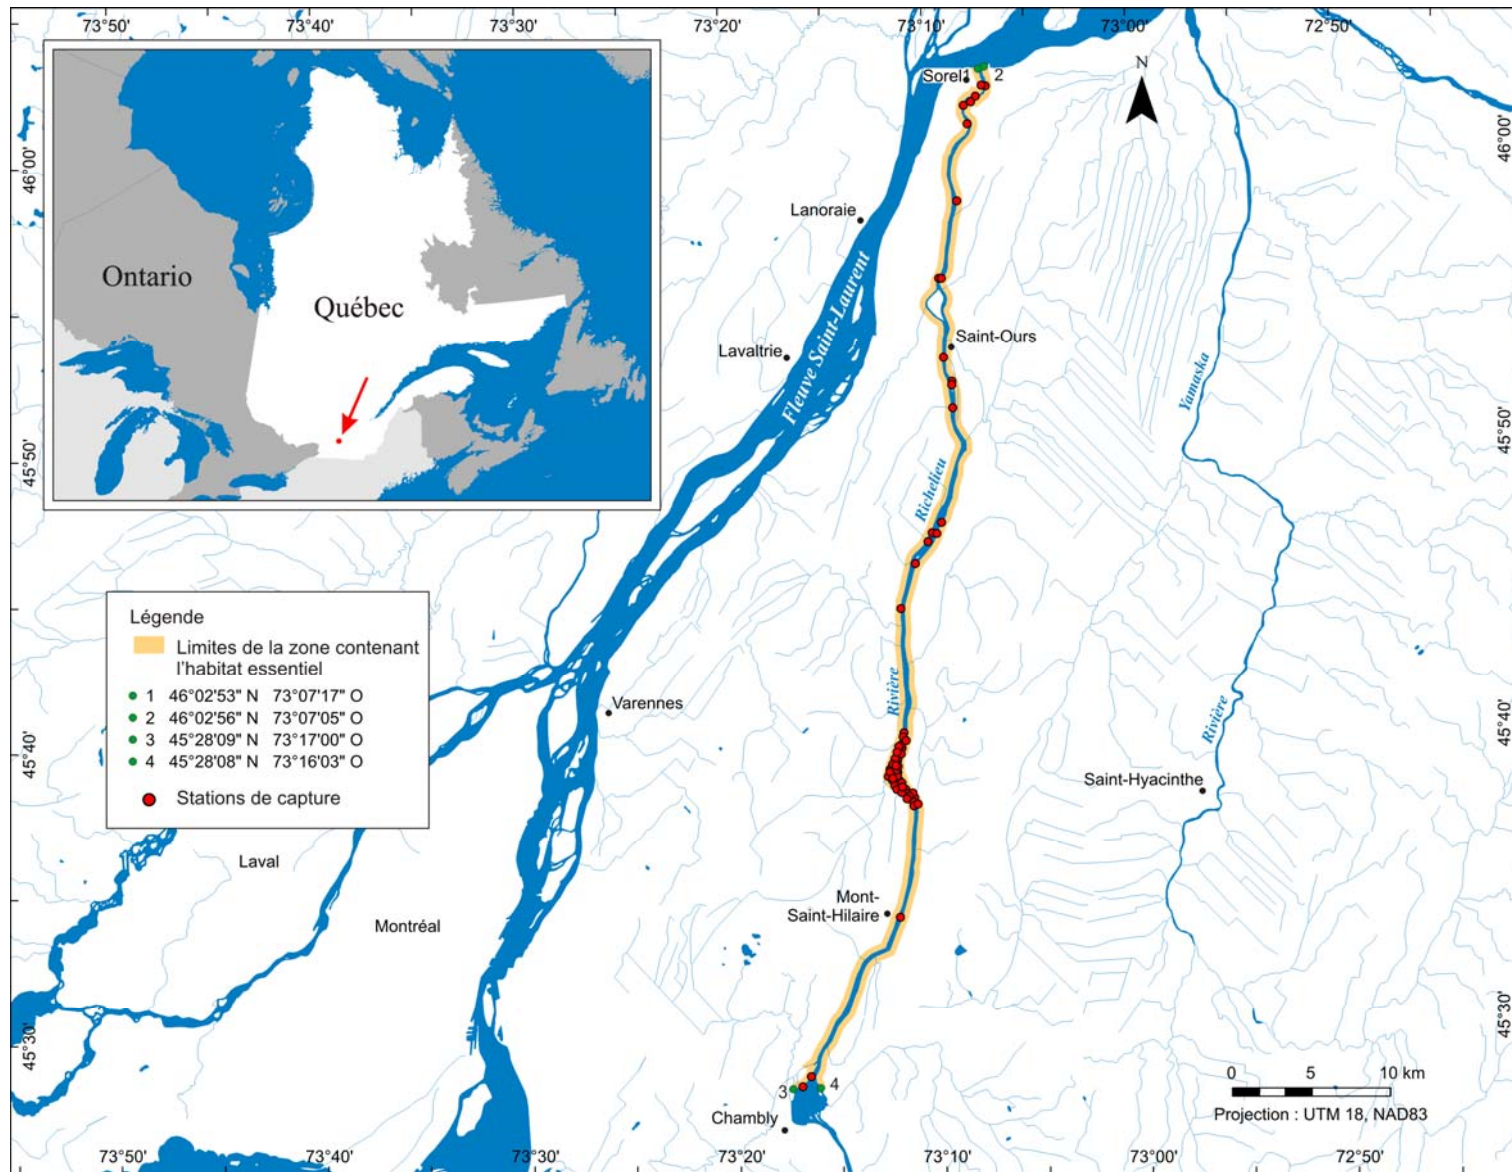 73°50'
73°40'
73°30'
73°20'
73°10'
73°00'
72°50'
N
Sorel1
2
46°00'
46°00'
Lanoraie
Ontario
Québec
Fleuve Saint-Laurent
Saint-Ours
Lavaltrie
Yamaska
45°50'
45°50'
Richelieu
Légende
Limites de la zone contenant
l'habitat essentiel
1 46°02'53" N 73°07'17" O
2 46°02'56" N 73°07'05" O
3 45°28'09" N 73°17'00" O
4 45°28'08" N 73°16'03" O
Stations de capture
Varennes
Rivière
Rivière
45°40'
45°40'
Saint-Hyacinthe
Laval
Montréal
Mont-
Saint-Hilaire
45°30'
45°30'
3
4
Chambly
0 5 10 km
Projection : UTM 18, NAD83
73°50'
73°40'
73°30'
73°20'
73°10'
73°00'
72°50'